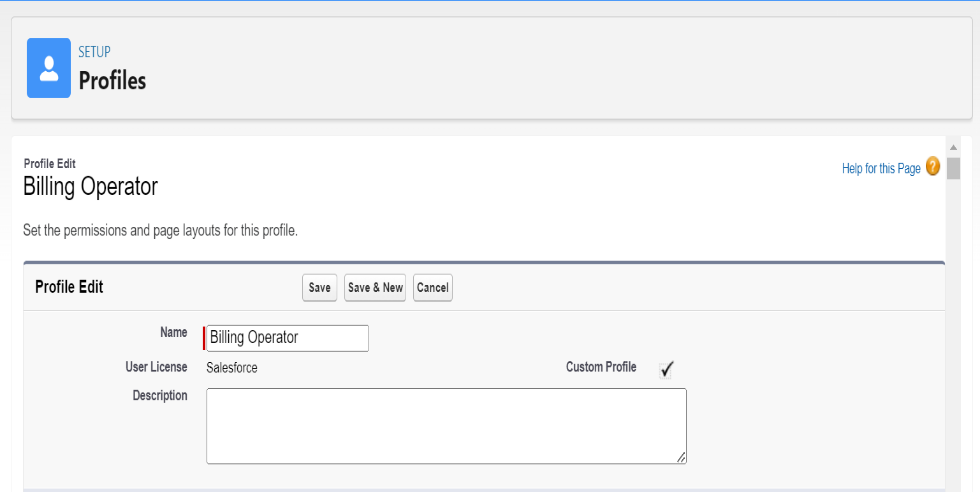 SETUP
Profiles
Profile Edit
Help for this Page ?
Billing Operator
Set the permissions and page layouts for this profile.
Profile Edit Save Save & New Cancel
Name Billing Operator
User License Salesforce Custom Profile ✓
Description